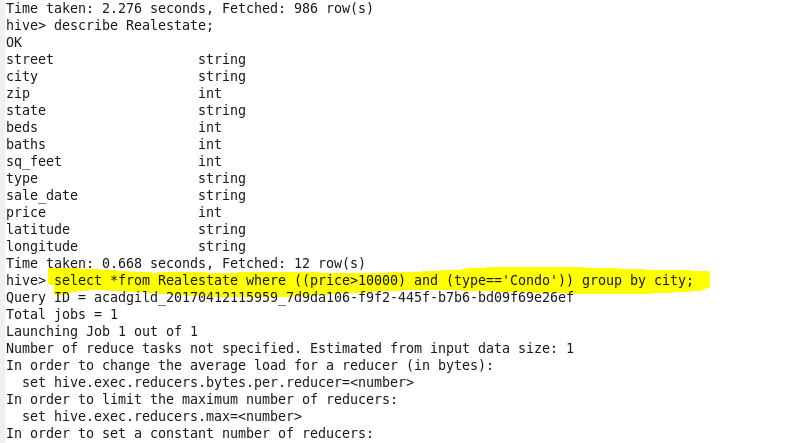 Time taken: 2.276 seconds, Fetched: 986 row(s)
hive> describe Realestate;
OK
street                  string
city                    string
zip                     int
state                   string
beds                    int
baths                   int
sq_feet                 int
type                    string
sale_date               string
price                   int
latitude                string
longitude               string
Time taken: 0.668 seconds, Fetched: 12 row(s)
hive> select *from Realestate where ((price>10000) and (type=='Condo')) group by city;
Query ID = acadgild_20170412115959_7d9da106-f9f2-445f-b7b6-bd09f69e26ef
Total jobs = 1
Launching Job 1 out of 1
Number of reduce tasks not specified. Estimated from input data size: 1
In order to change the average load for a reducer (in bytes):
  set hive.exec.reducers.bytes.per.reducer=<number>
In order to limit the maximum number of reducers:
  set hive.exec.reducers.max=<number>
In order to set a constant number of reducers: